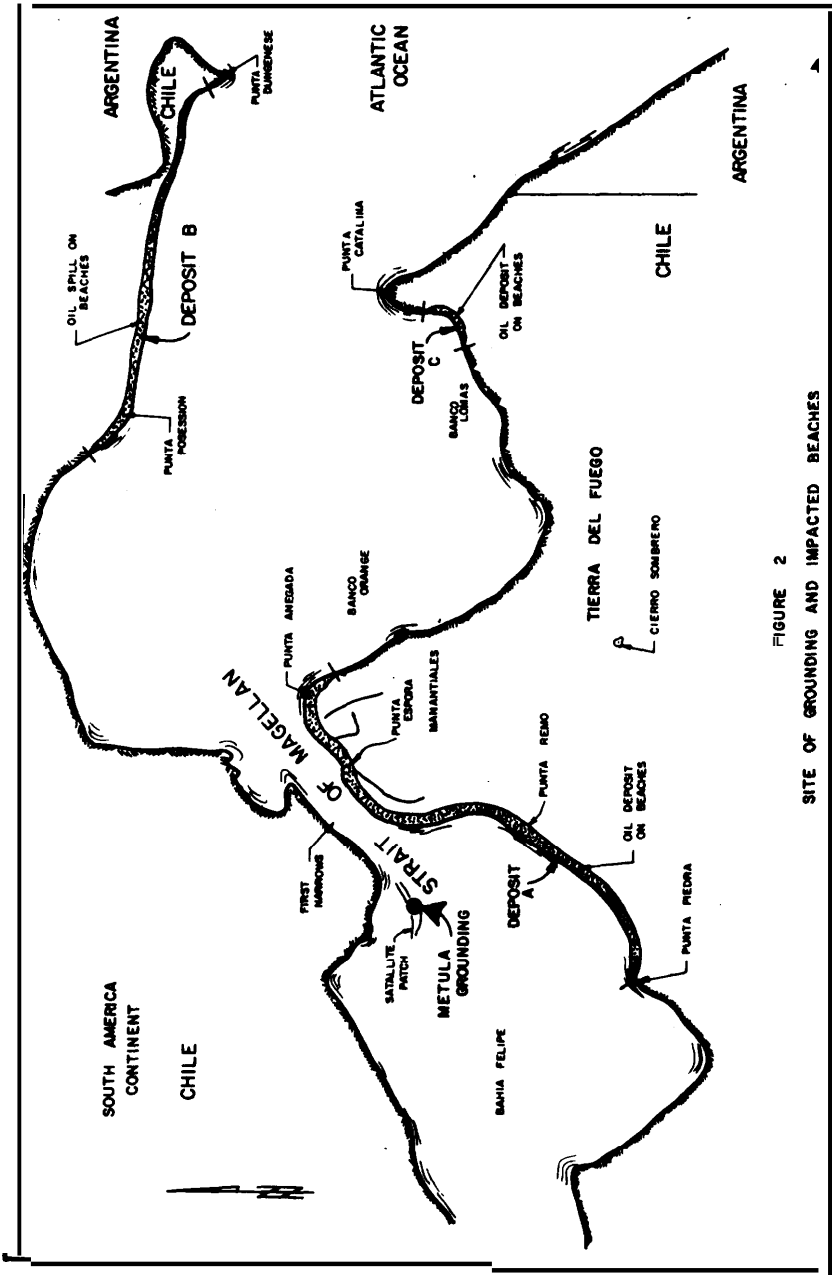 ARGENTINA
CHILE
PUNTA
DUNGENESE
ATLANTIC
OCEAN
OIL SPILL ON
BEACHES
DEPOSIT B
PUNTA
POSESSION
PUNTA
CATALINA
ARGENTINA
CHILE
OIL DEPOSIT
ON BEACHES
DEPOSIT
C
BANCO
LOMAS
SOUTH AMERICA
CONTINENT
CHILE
FIRST
NARROWS
STRAIT OF MAGELLAN
PUNTA ANEGADA
BANCO
ORANGE
PUNTA
ESPORA
MANANTIALES
TIERRA DEL FUEGO
CIERRO SOMBRERO
SATALLITE
PATCH
METULA
GROUNDING
DEPOSIT
A
PUNTA REMO
OIL DEPOSIT
ON BEACHES
PUNTA PIEDRA
BAHIA FELIPE
FIGURE 2
SITE OF GROUNDING AND IMPACTED BEACHES